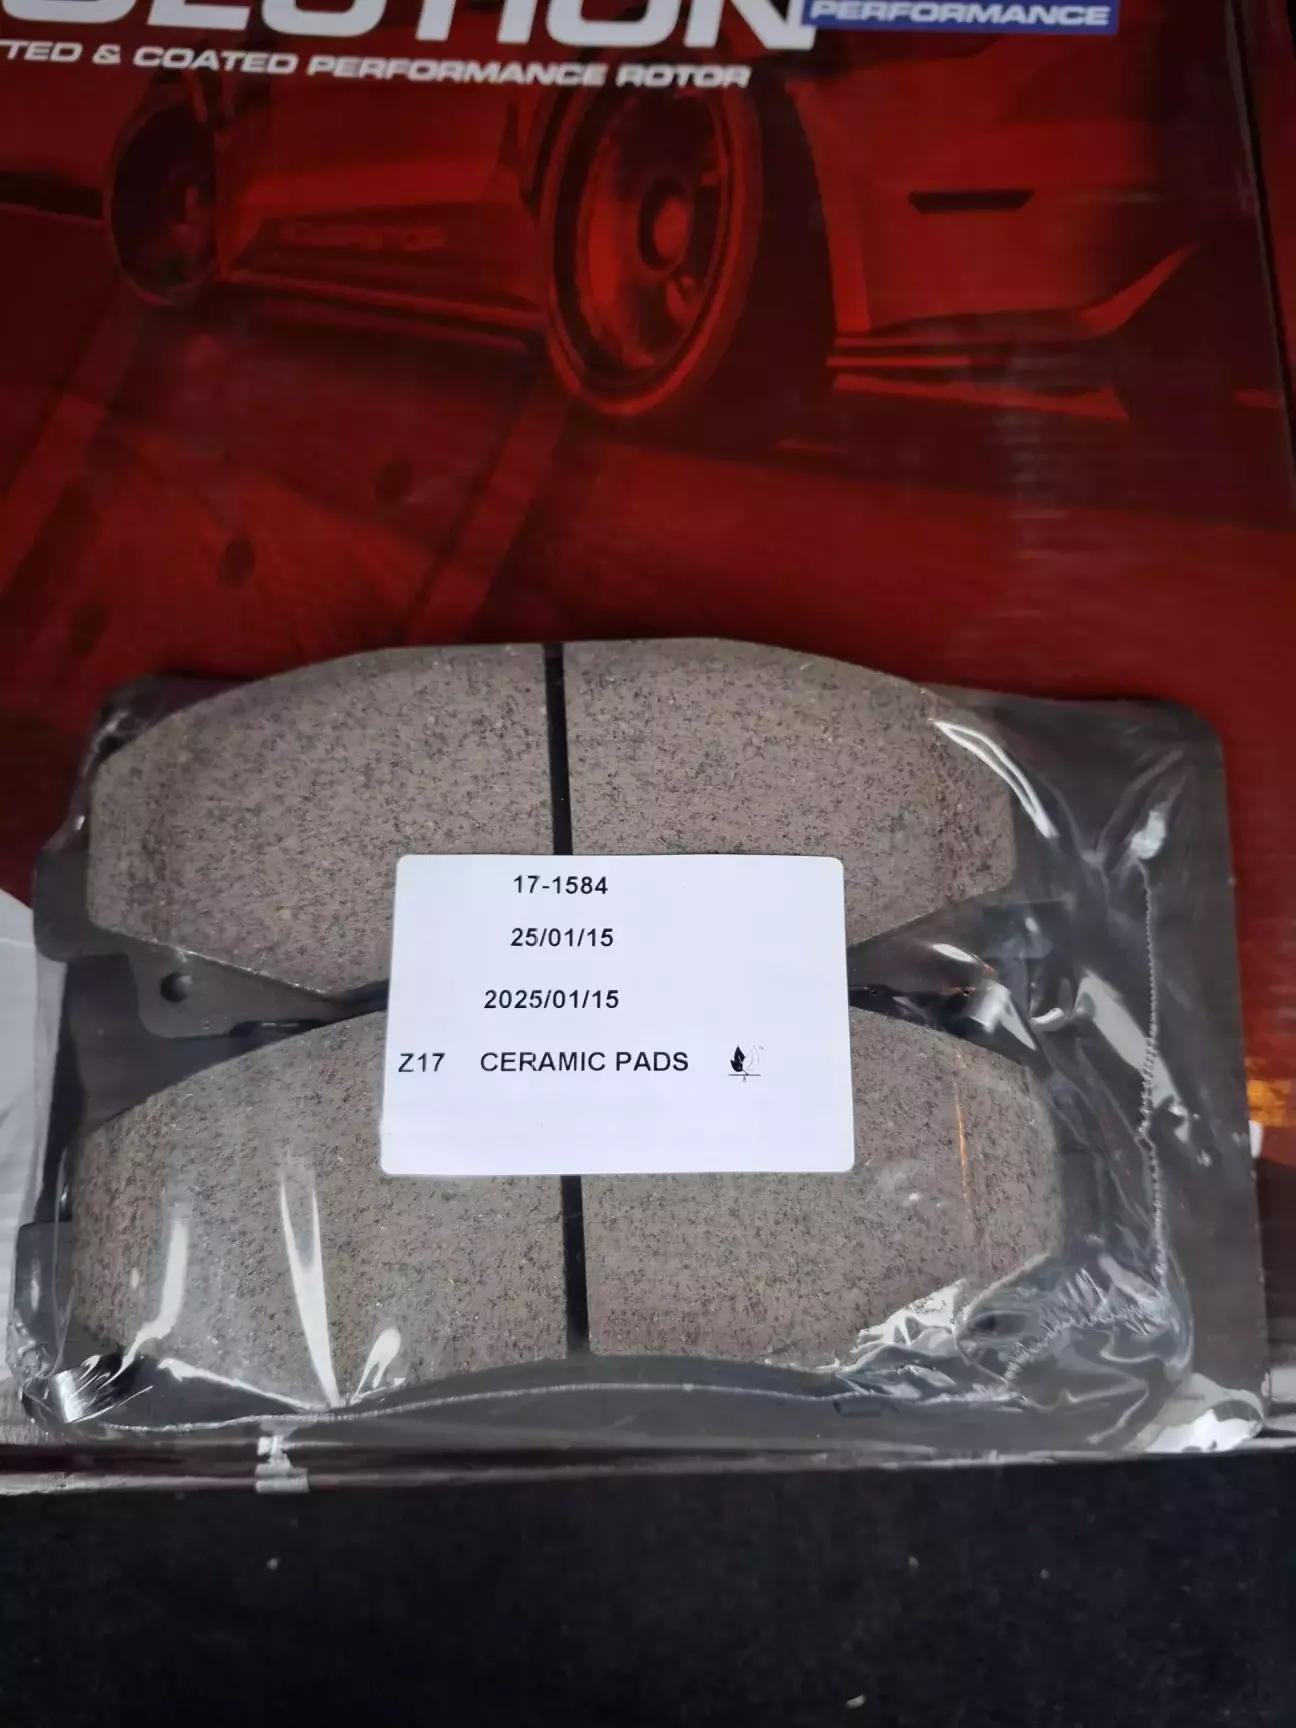 PERFORMANCE
TED & COATED PERFORMANCE ROTOR
17-1584
25/01/15
2025/01/15
Z17 CERAMIC PADS